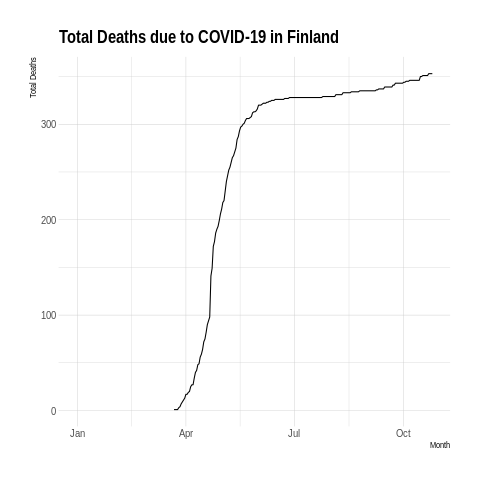 Total Deaths due to COVID-19 in Finland
Total Deaths
300
200
100
0
Jan Apr Jul Oct
Month